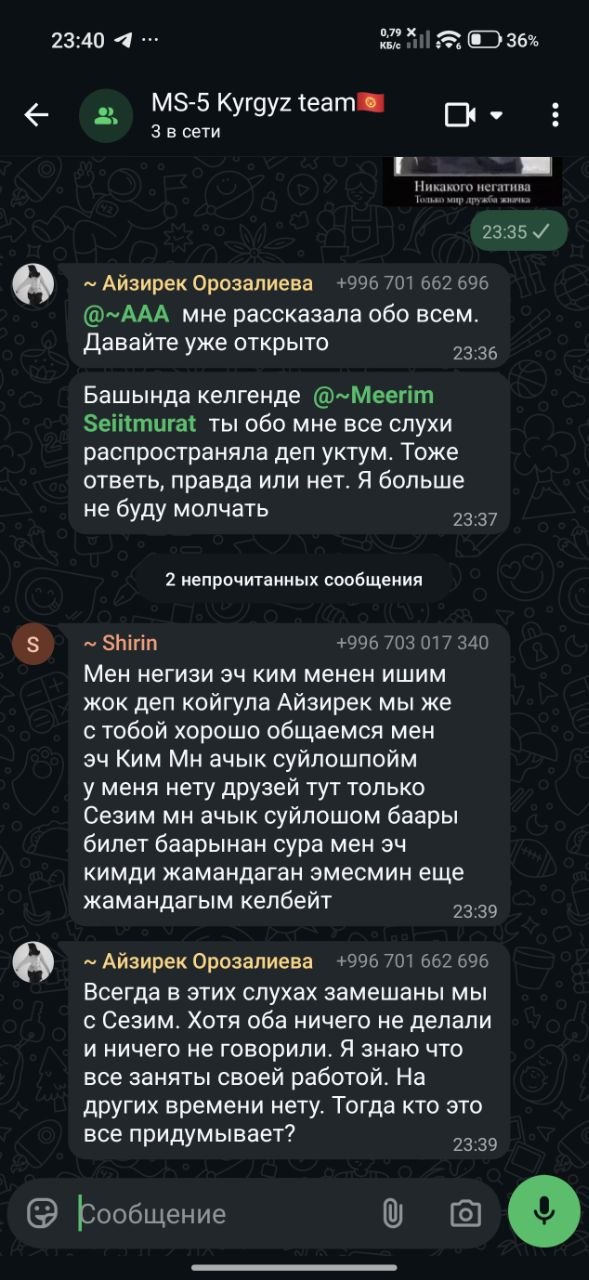 23:40
0,79
КБ/с
6
36%
MS-5 Kyrgyz team🇰🇬
3 в сети
Никакого негатива
Только мир дружба жвачка
23:35
~ Айзирек Орозалиева +996 701 662 696
@~AAA мне рассказала обо всем.
Давайте уже открыто
23:36
Башында келгенде @~Meerim
Seiitmurat ты обо мне все слухи
распространяла деп уктум. Тоже
ответь, правда или нет. Я больше
не буду молчать
23:37
2 непрочитанных сообщения
S
~ Shirin +996 703 017 340
Мен негизи эч ким менен ишим
жок деп койгула Айзирек мы же
с тобой хорошо общаемся мен
эч Ким Мн ачык суйлошпойм
у меня нету друзей тут только
Сезим мн ачык суйлошом баары
билет баарынан сура мен эч
кимди жамандаган эмесмин еще
жамандагым келбейт
23:39
~ Айзирек Орозалиева +996 701 662 696
Всегда в этих слухах замешаны мы
с Сезим. Хотя оба ничего не делали
и ничего не говорили. Я знаю что
все заняты своей работой. На
других времени нету. Тогда кто это
все придумывает?
23:39
Сообщение